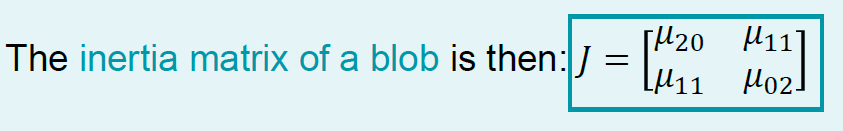 The inertia matrix of a blob is then: J = [μ20 μ11
μ11 μ02]